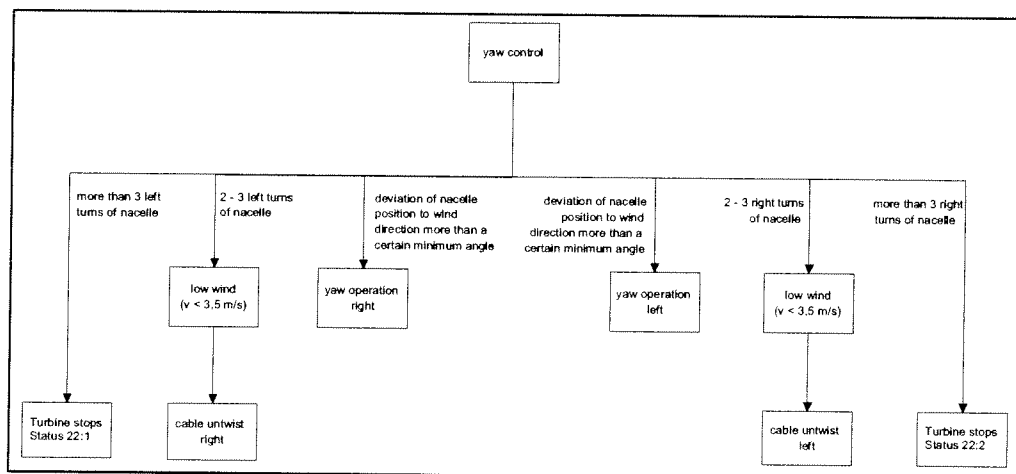 yaw control
more than 3 left
turns of nacelle
2 - 3 left turns
of nacelle
deviation of nacelle
position to wind
direction more than a
certain minimum angle
deviation of nacelle
position to wind
direction more than a
certain minimum angle
2 - 3 right turns
of nacelle
more than 3 right
turns of nacelle
low wind
(v < 3,5 m/s)
yaw operation
right
yaw operation
left
low wind
(v < 3,5 m/s)
Turbine stops
Status 22:1
cable untwist
right
cable untwist
left
Turbine stops
Status 22:2